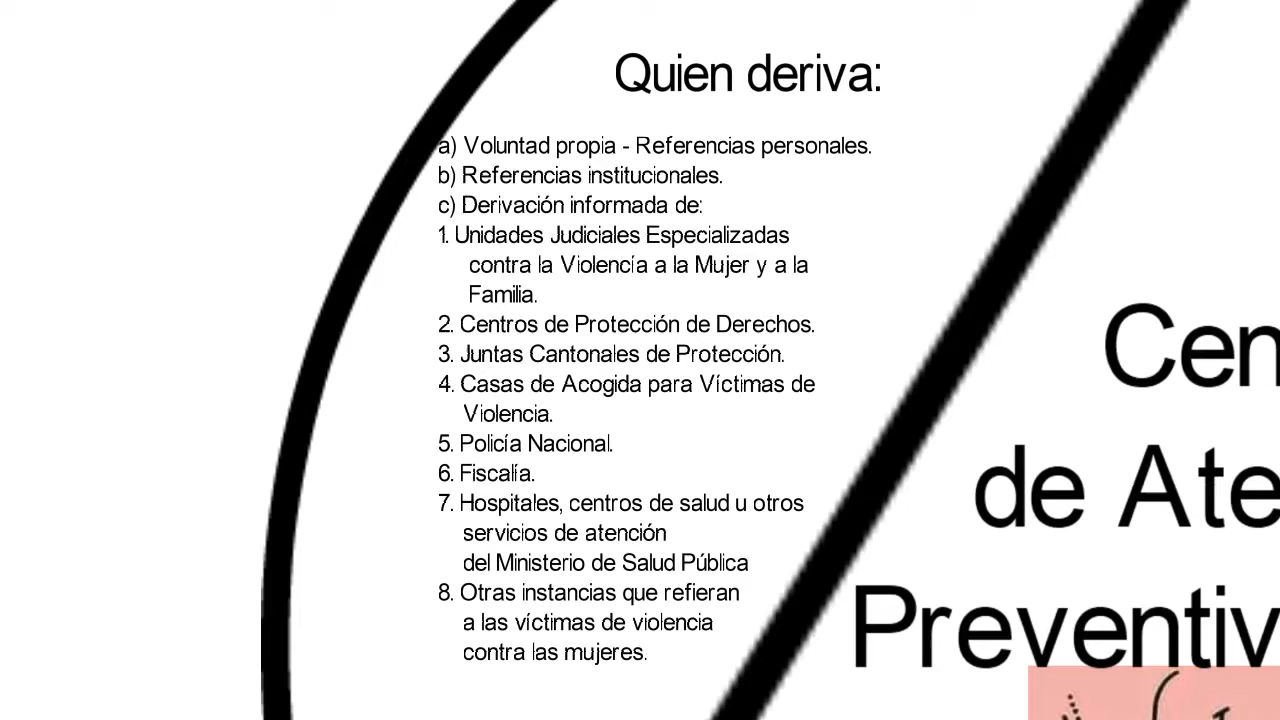 Quien deriva:
a) Voluntad propia - Referencias personales.
b) Referencias institucionales.
c) Derivación informada de:
1. Unidades Judiciales Especializadas
contra la Violencía a la Mujer y a la
Familia.
2. Centros de Protección de Derechos.
3. Juntas Cantonales de Protección.
4. Casas de Acogida para Víctimas de
Violencia.
5. Policía Nacional.
6. Fiscalía.
7. Hospitales, centros de salud u otros
servicios de atención
del Ministerio de Salud Pública
8. Otras instancias que refieran
a las víctimas de violencia
contra las mujeres.
Cen
de Ate
Preventiv